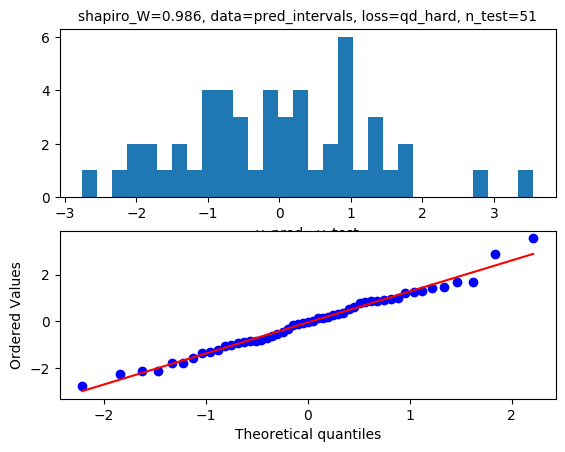 shapiro_W=0.986, data=pred_intervals, loss=qd_hard, n_test=51
6
4
2
0
−3 −2 −1 0 1 2 3
2
0
−2
Ordered Values
−2 −1 0 1 2
Theoretical quantiles